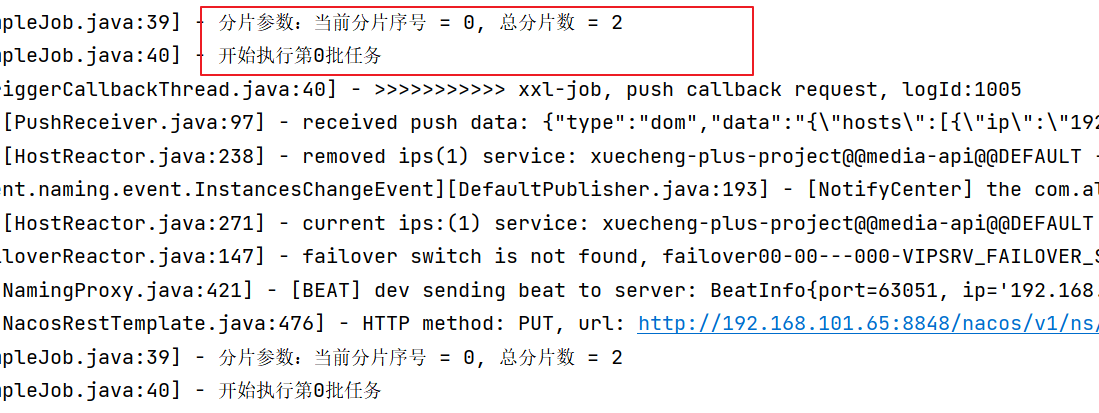 mpleJob.java:39] - 分片参数：当前分片序号 = 0, 总分片数 = 2
mpleJob.java:40] - 开始执行第0批任务
riggerCallbackThread.java:40] - >>>>>>>>>>> xxl-job, push callback request, logId:1005
[PushReceiver.java:97] - received push data: {"type":"dom","data":"{\"hosts\":[{\"ip\":\"192
[HostReactor.java:238] - removed ips(1) service: xuecheng-plus-project@@media-api@@DEFAULT -
ent.naming.event.InstancesChangeEvent][DefaultPublisher.java:193] - [NotifyCenter] the com.al
[HostReactor.java:271] - current ips:(1) service: xuecheng-plus-project@@media-api@@DEFAULT
iloverReactor.java:147] - failover switch is not found, failover00-00---000-VIPSRV_FAILOVER_S
NamingProxy.java:421] - [BEAT] dev sending beat to server: BeatInfo{port=63051, ip='192.168.
NacosRestTemplate.java:476] - HTTP method: PUT, url: http://192.168.101.65:8848/nacos/v1/ns/
mpleJob.java:39] - 分片参数：当前分片序号 = 0, 总分片数 = 2
mpleJob.java:40] - 开始执行第0批任务